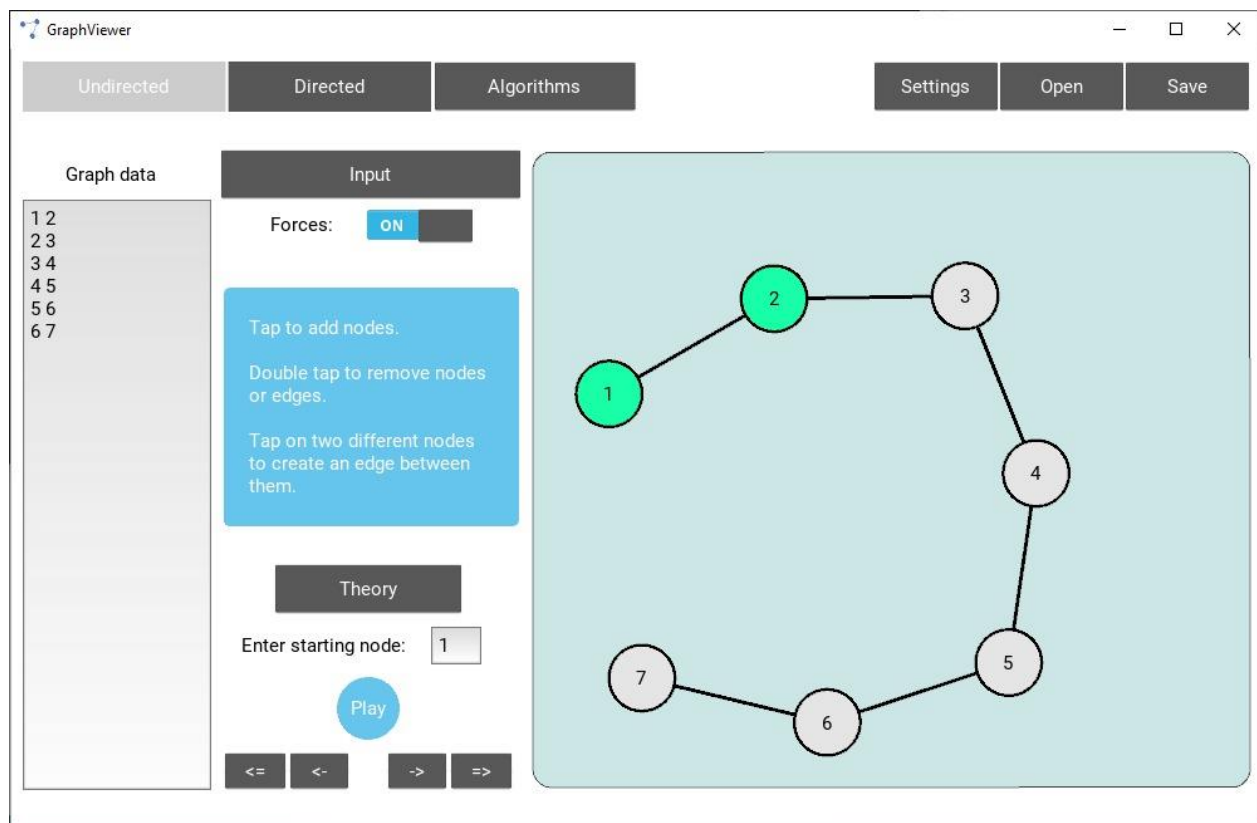 GraphViewer
Undirected
Directed
Algorithms
Settings
Open
Save
Graph data
1 2
2 3
3 4
4 5
5 6
6 7
Input
Forces:
ON
Tap to add nodes.
Double tap to remove nodes
or edges.
Tap on two different nodes
to create an edge between
them.
Theory
Enter starting node:
1
Play
<=
<-
->
=>
2
3
1
4
5
7
6